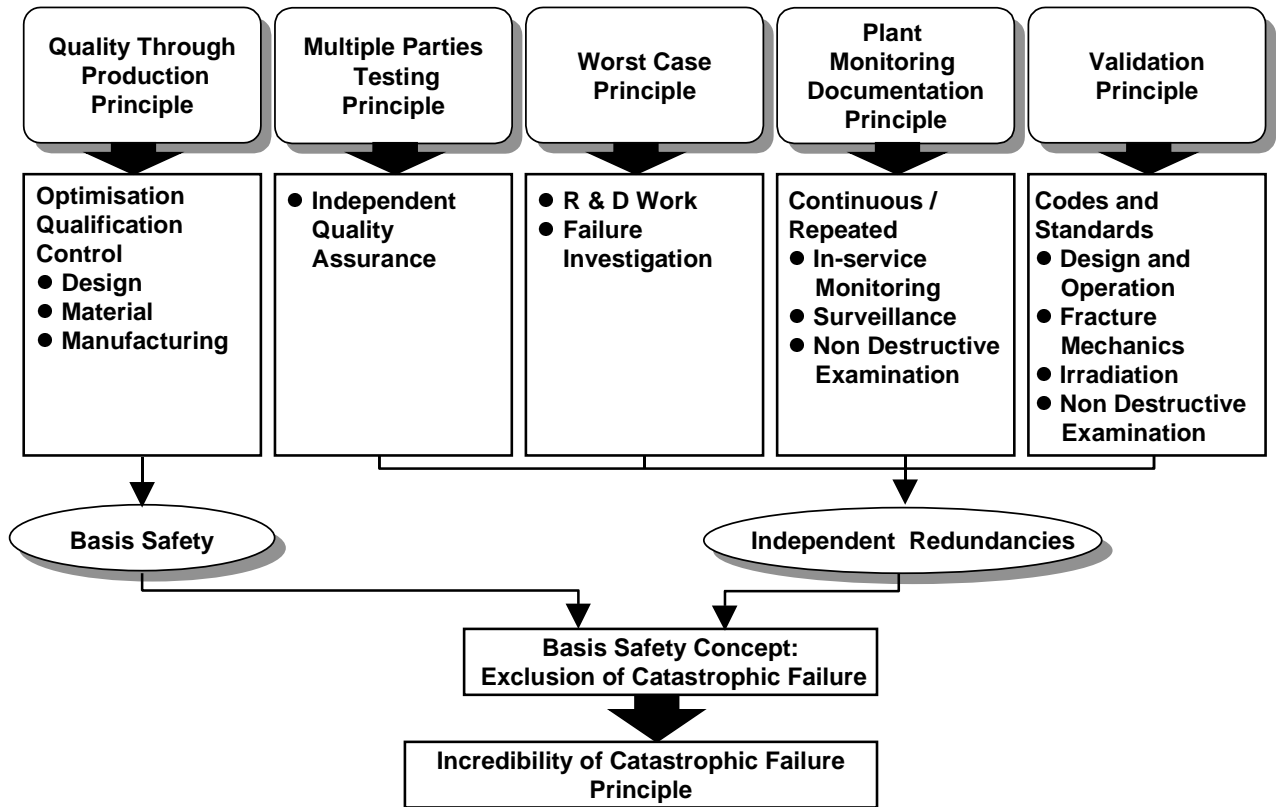 Quality Through
Production
Principle
Multiple Parties
Testing
Principle
Worst Case
Principle
Plant
Monitoring
Documentation
Principle
Validation
Principle
Optimisation
Qualification
Control
● Design
● Material
● Manufacturing
● Independent
Quality
Assurance
● R & D Work
● Failure
Investigation
Continuous /
Repeated
● In-service
Monitoring
● Surveillance
● Non Destructive
Examination
Codes and
Standards
● Design and
Operation
● Fracture
Mechanics
● Irradiation
● Non Destructive
Examination
Basis Safety
Independent Redundancies
Basis Safety Concept:
Exclusion of Catastrophic Failure
Incredibility of Catastrophic Failure
Principle